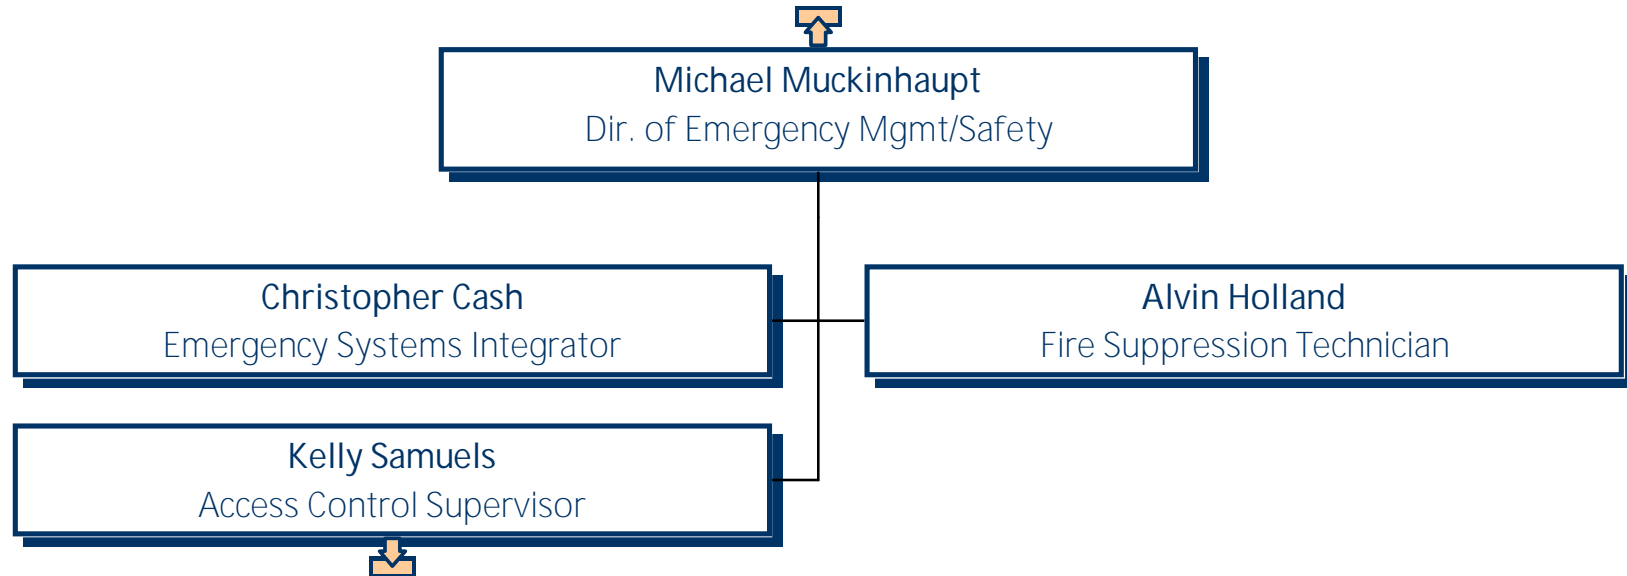 Michael Muckinhaupt
Dir. of Emergency Mgmt/Safety
Christopher Cash
Emergency Systems Integrator
Alvin Holland
Fire Suppression Technician
Kelly Samuels
Access Control Supervisor